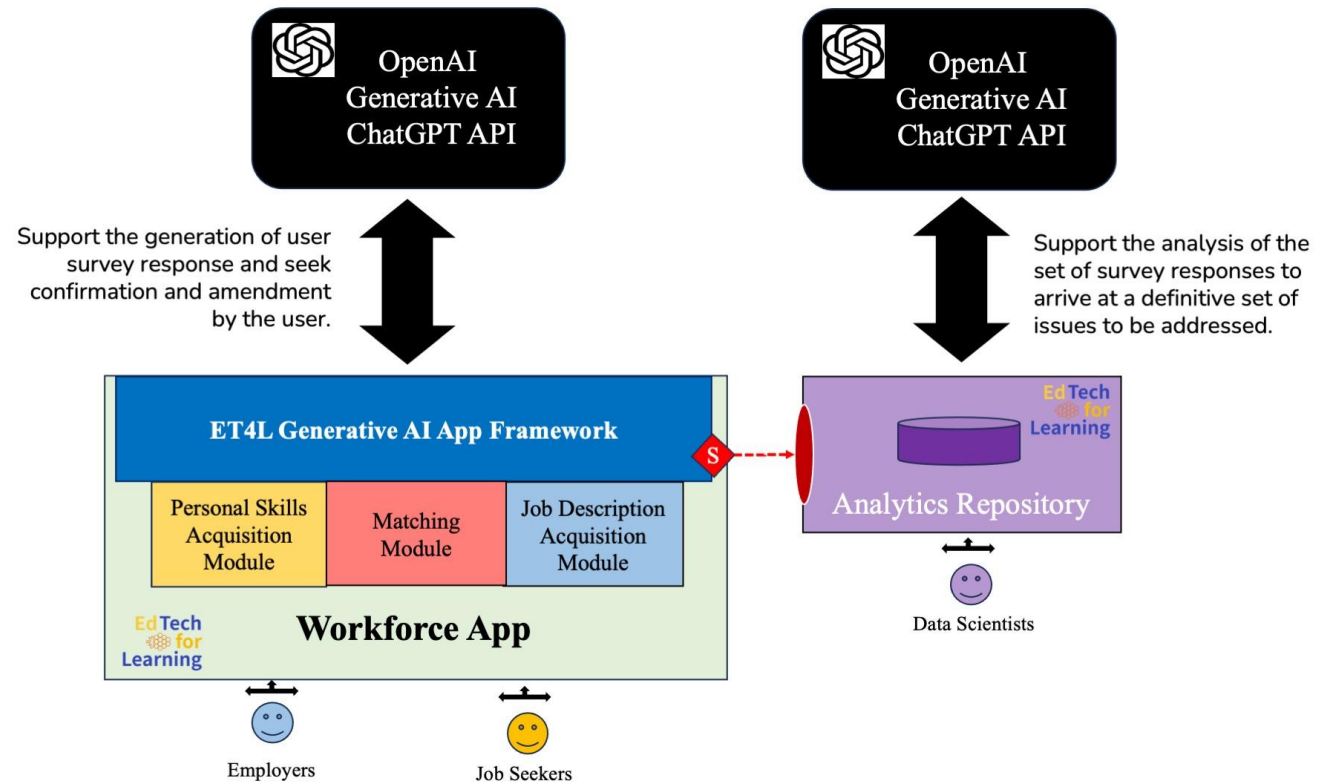 OpenAI
Generative AI
ChatGPT API
OpenAI
Generative AI
ChatGPT API
Support the generation of user
survey response and seek
confirmation and amendment
by the user.
Support the analysis of the
set of survey responses to
arrive at a definitive set of
issues to be addressed.
ET4L Generative AI App Framework
S
Personal Skills
Acquisition
Module
Matching
Module
Job Description
Acquisition
Module
EdTech
for
Learning
Workforce App
EdTech
for
Learning
Analytics Repository
Data Scientists
Employers
Job Seekers